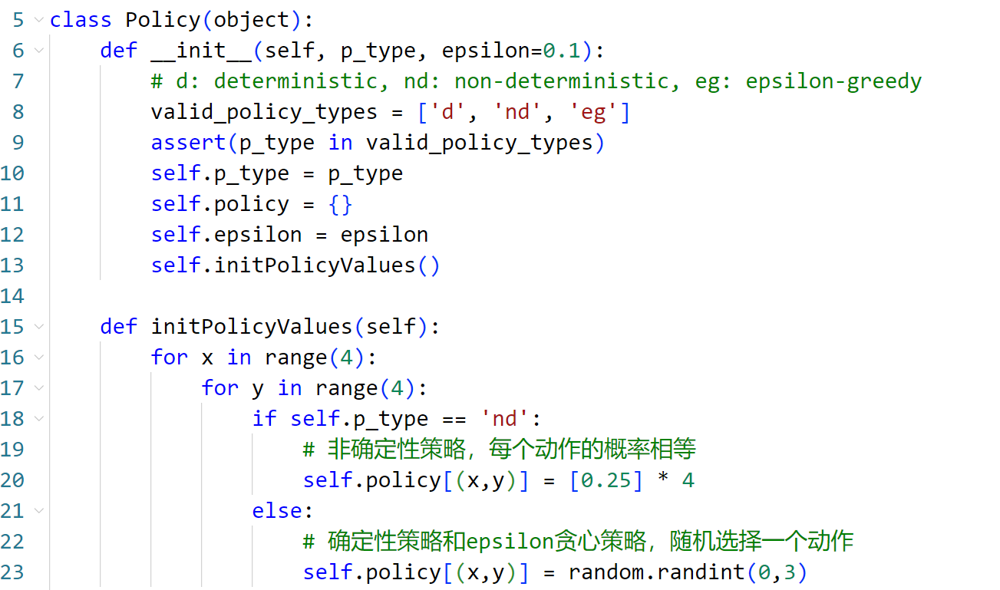 5 class Policy(object):
6     def __init__(self, p_type, epsilon=0.1):
7         # d: deterministic, nd: non-deterministic, eg: epsilon-greedy
8         valid_policy_types = ['d', 'nd', 'eg']
9         assert(p_type in valid_policy_types)
10         self.p_type = p_type
11         self.policy = {}
12         self.epsilon = epsilon
13         self.initPolicyValues()
14
15     def initPolicyValues(self):
16         for x in range(4):
17             for y in range(4):
18                 if self.p_type == 'nd':
19                     # 非确定性策略，每个动作的概率相等
20                     self.policy[(x,y)] = [0.25] * 4
21                 else:
22                     # 确定性策略和epsilon贪心策略，随机选择一个动作
23                     self.policy[(x,y)] = random.randint(0,3)